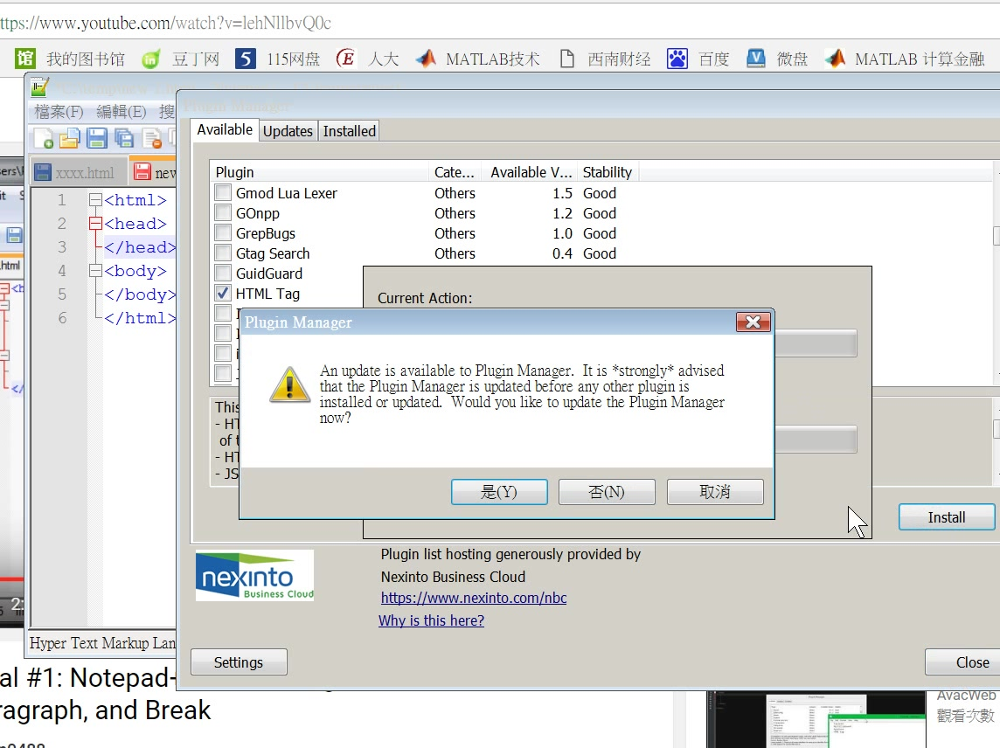 ttps://www.youtube.com/watch?v=lehNllbvQ0c
馆 我的图书馆 in 豆丁网 5 115网盘 E 人大 MATLAB技术 西南财经 百度 V 微盘 MATLAB 计算金融
Plugin Manager
檔案(F) 編輯(E) 搜
Available Updates Installed
xxxx.html new
Plugin Cate... Available V... Stability
Gmod Lua Lexer Others 1.5 Good
GOnpp Others 1.2 Good
GrepBugs Others 1.0 Good
Gtag Search Others 0.4 Good
GuidGuard
HTML Tag
1 <html>
2 <head>
3 </head>
4 <body>
5 </body>
6 </html>
Current Action:
Plugin Manager
An update is available to Plugin Manager.  It is *strongly* advised
that the Plugin Manager is updated before any other plugin is
installed or updated.  Would you like to update the Plugin Manager
now?
是(Y) 否(N) 取消
This
- HT
of t
- HT
- JS
Install
nexinto
Business Cloud
Plugin list hosting generously provided by
Nexinto Business Cloud
https://www.nexinto.com/nbc
Why is this here?
Hyper Text Markup Lan
Settings Close
al #1: Notepad-
ragraph, and Break
AvacWeb
觀看次數